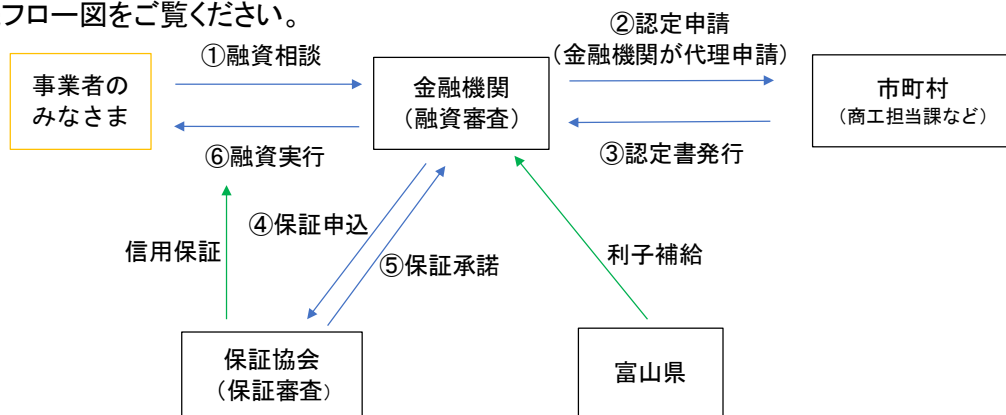 フロー図をご覧ください。
②認定申請
(金融機関が代理申請)
①融資相談
事業者の
みなさま
金融機関
（融資審査）
市町村
（商工担当課など）
⑥融資実行
③認定書発行
④保証申込
信用保証
⑤保証承諾
利子補給
保証協会
（保証審査）
富山県